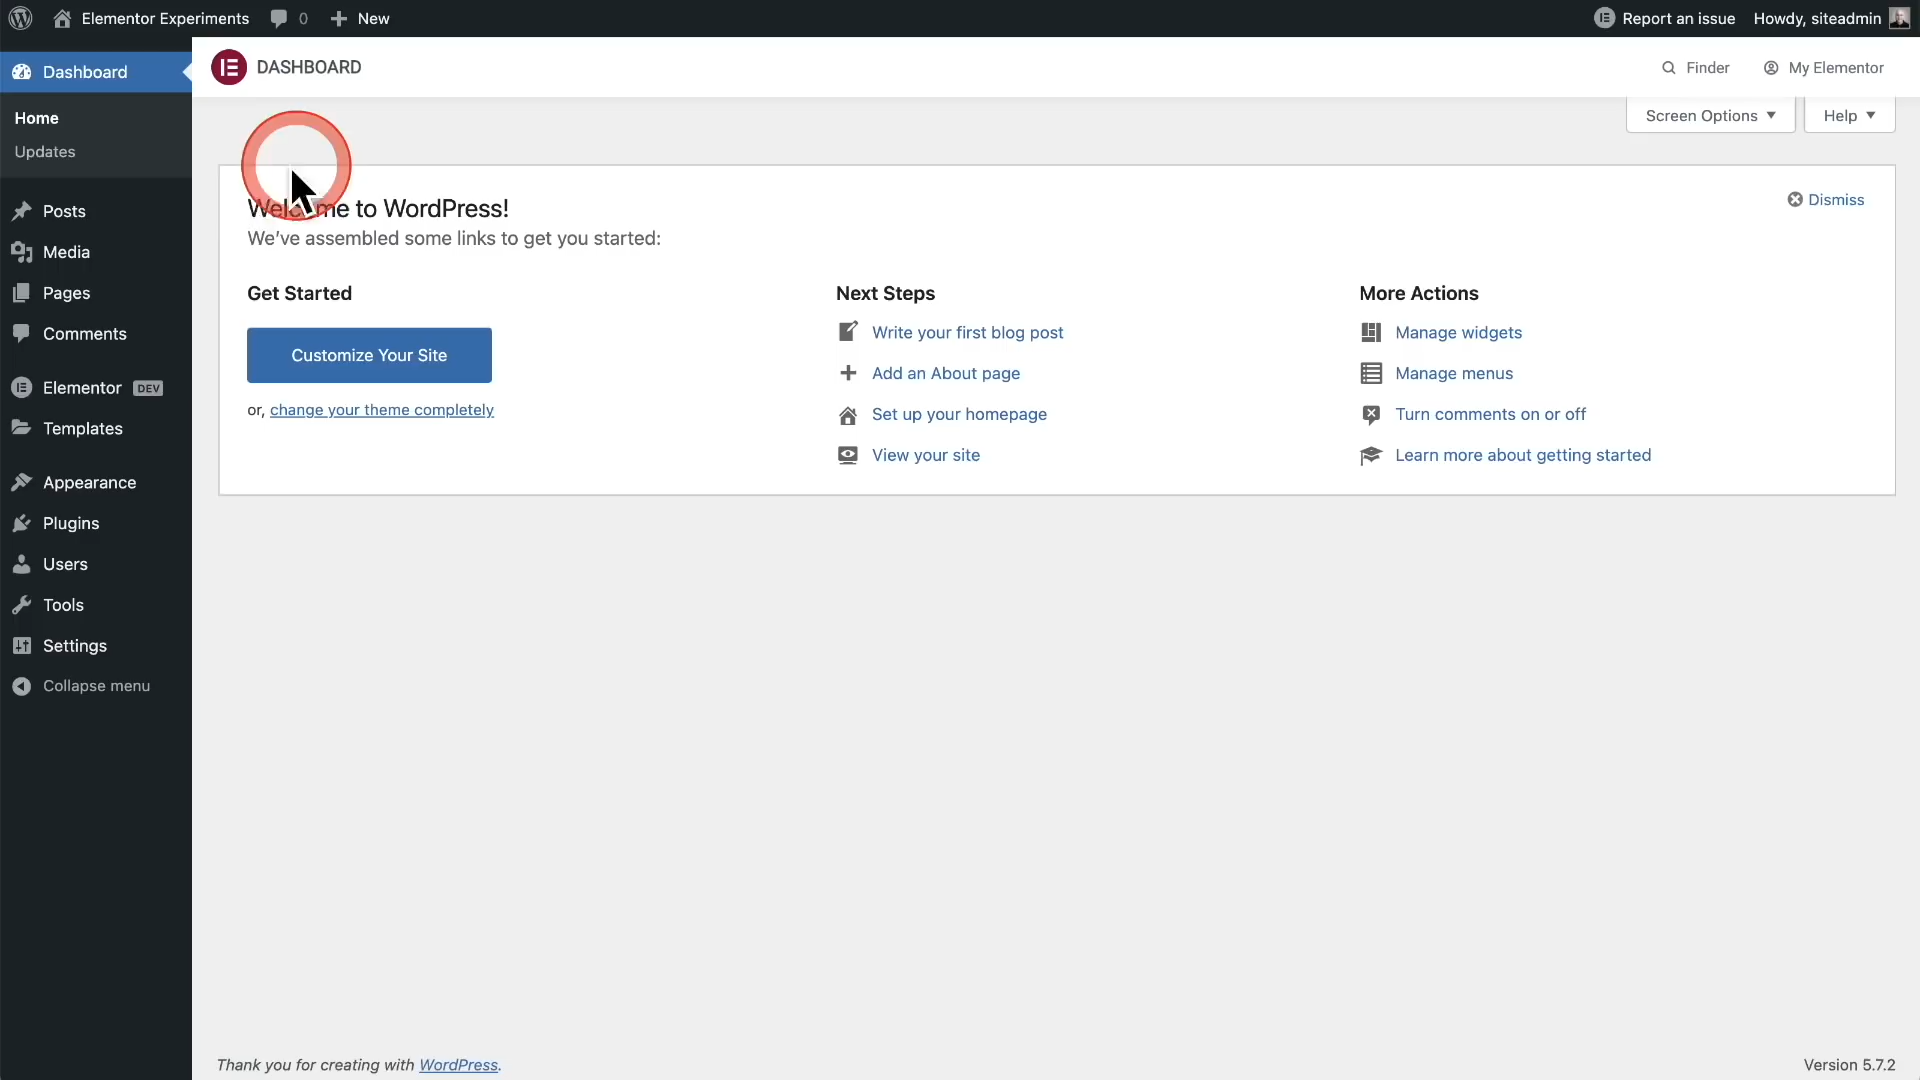 Elementor Experiments 0 New Report an issue Howdy, siteadmin
Dashboard
Home
Updates
Posts
Media
Pages
Comments
Elementor DEV
Templates
Appearance
Plugins
Users
Tools
Settings
Collapse menu
DASHBOARD Finder My Elementor
Screen Options Help
Welcome to WordPress! Dismiss
We've assembled some links to get you started:
Get Started
Customize Your Site
or, change your theme completely
Next Steps
Write your first blog post
Add an About page
Set up your homepage
View your site
More Actions
Manage widgets
Manage menus
Turn comments on or off
Learn more about getting started
Thank you for creating with WordPress. Version 5.7.2